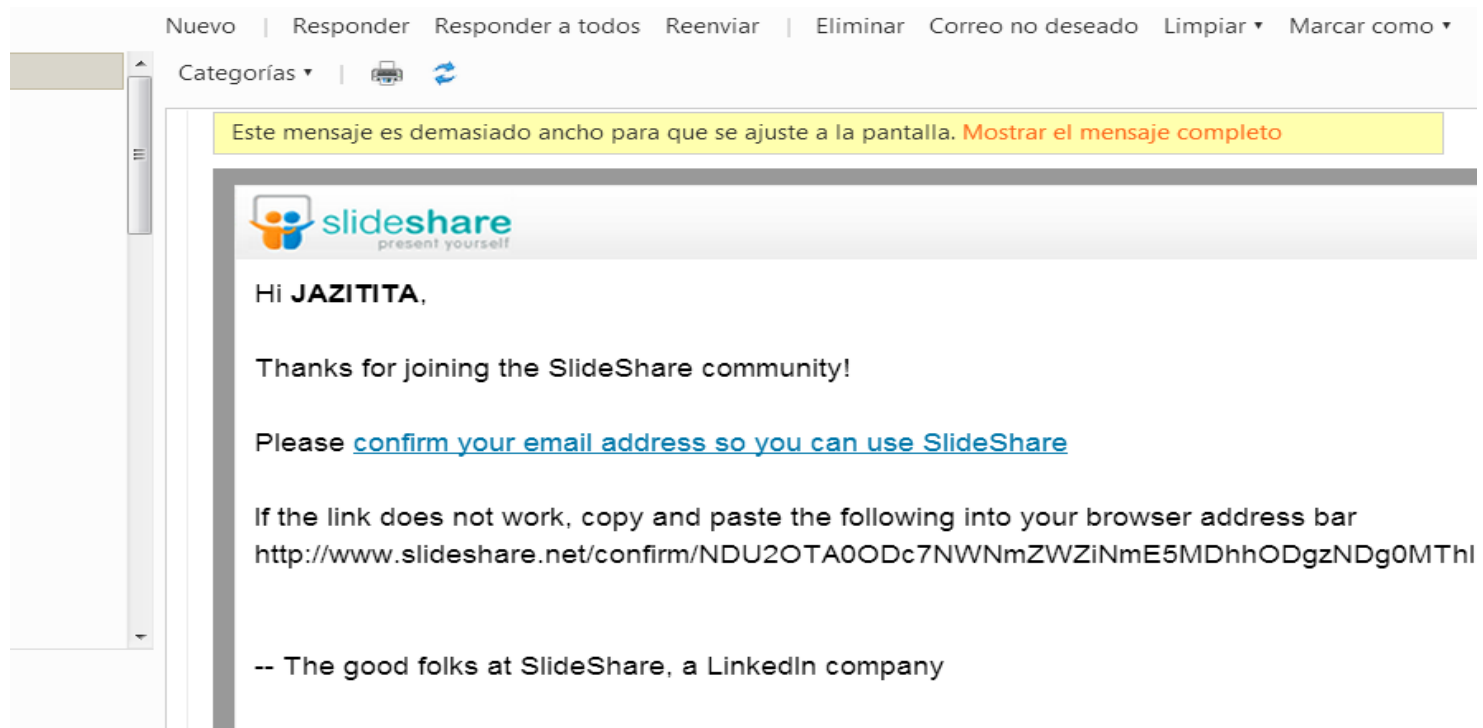 Nuevo | Responder Responder a todos Reenviar | Eliminar Correo no deseado Limpiar Marcar como
Categorías |
Este mensaje es demasiado ancho para que se ajuste a la pantalla. Mostrar el mensaje completo
slideshare
present yourself
Hi JAZITITA,
Thanks for joining the SlideShare community!
Please confirm your email address so you can use SlideShare
If the link does not work, copy and paste the following into your browser address bar
http://www.slideshare.net/confirm/NDU2OTA0ODc7NWNmZWZiNmE5MDhhODgzNDg0MThl
-- The good folks at SlideShare, a LinkedIn company